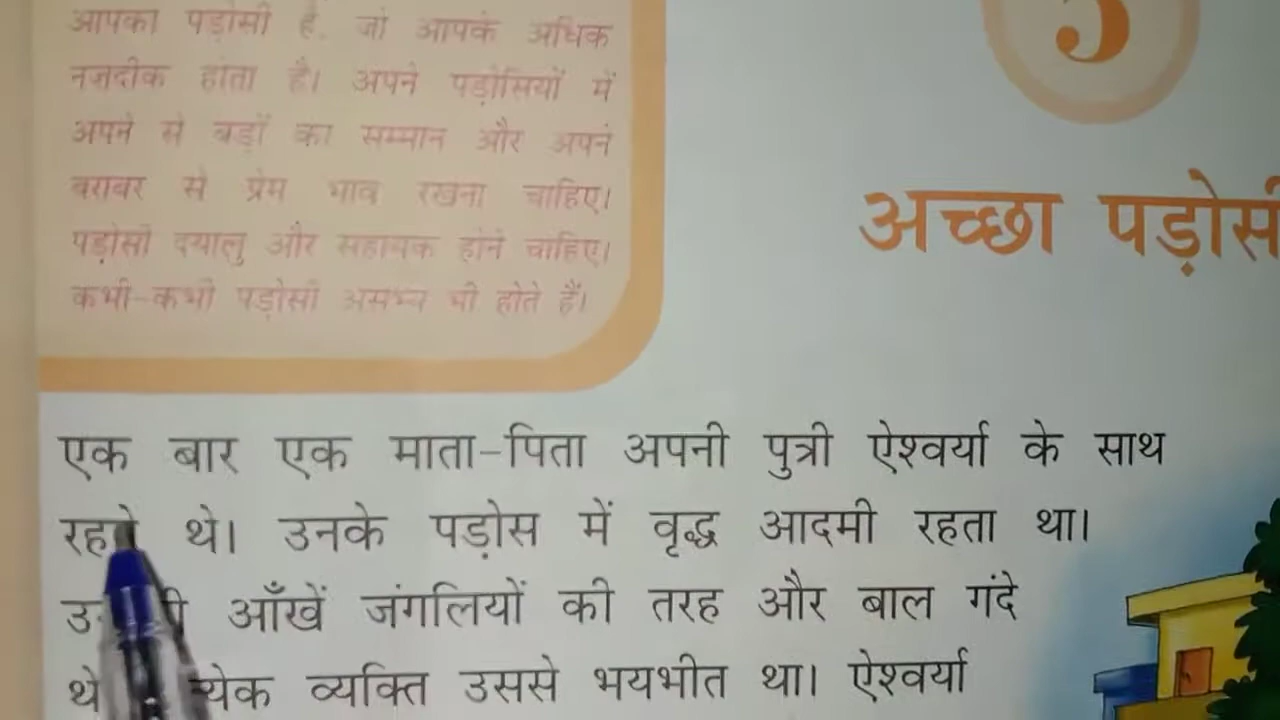 आपका पड़ोसी है, जो आपके अधिक
नज़दीक होता है। अपने पड़ोसियों में
अपने से बड़ों का सम्मान और अपने
बराबर से प्रेम भाव रखना चाहिए।
पड़ोसी दयालु और सहायक होने चाहिए।
कभी-कभी पड़ोसी असभ्य भी होते हैं।
5
अच्छा पड़ोसी
एक बार एक माता-पिता अपनी पुत्री ऐश्वर्या के साथ
रहते थे। उनके पड़ोस में वृद्ध आदमी रहता था।
आँखें जंगलियों की तरह और बाल गंदे
थे व्यक्ति उससे भयभीत था। ऐश्वर्या